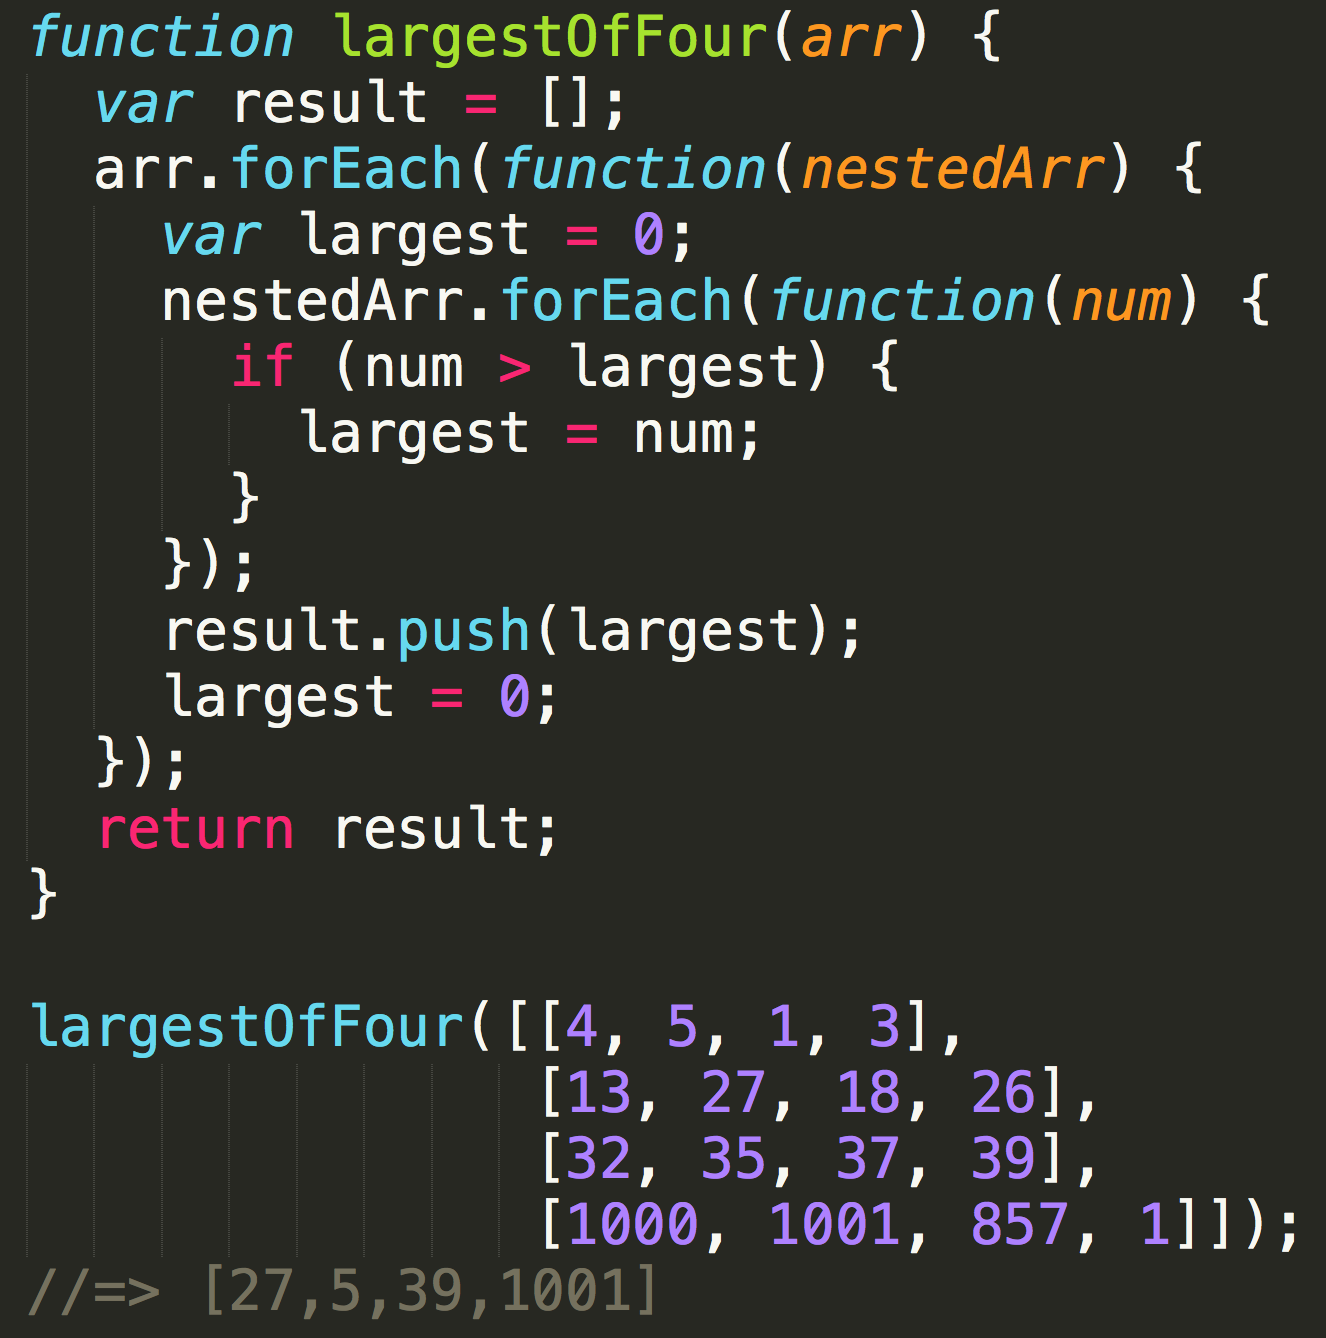 function largestOfFour(arr) {
  var result = [];
  arr.forEach(function(nestedArr) {
    var largest = 0;
    nestedArr.forEach(function(num) {
      if (num > largest) {
        largest = num;
      }
    });
    result.push(largest);
    largest = 0;
  });
  return result;
}

largestOfFour([[4, 5, 1, 3],
               [13, 27, 18, 26],
               [32, 35, 37, 39],
               [1000, 1001, 857, 1]]);
//=> [27,5,39,1001]